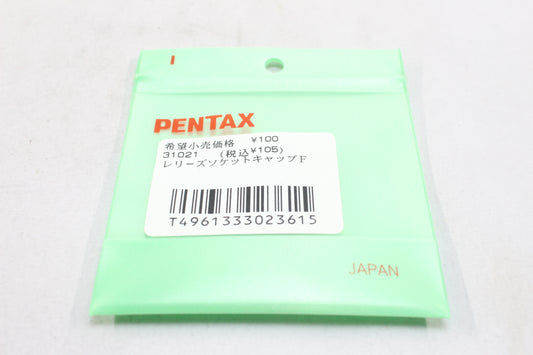 I
PENTAX
希望小売価格 ¥100
31021 (税込¥105)
レリーズソケットキャップF
T4961333023615
JAPAN